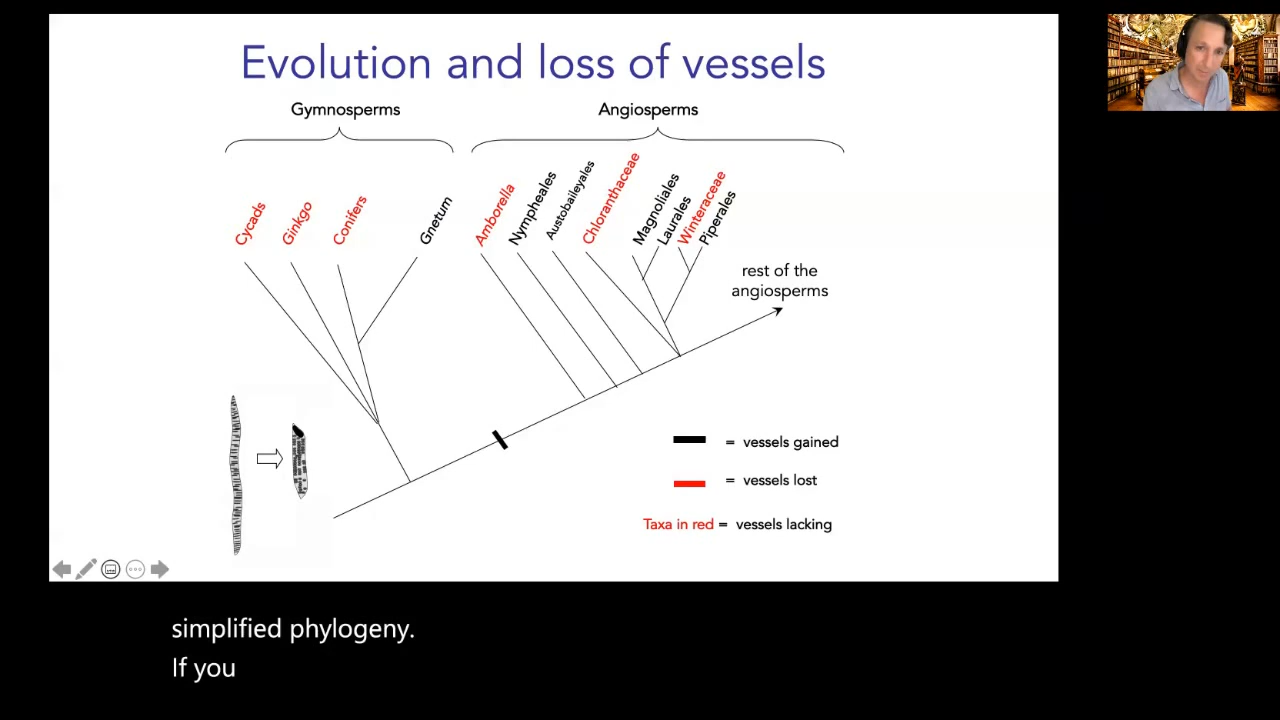 Evolution and loss of vessels
Gymnosperms
Angiosperms
Cycads
Ginkgo
Conifers
Gnetum
Amborella
Nympheales
Austobaileyales
Chloranthaceae
Magnoliales
Laurales
Winteraceae
Piperales
rest of the
angiosperms
= vessels gained
= vessels lost
Taxa in red = vessels lacking
simplified phylogeny.
If you